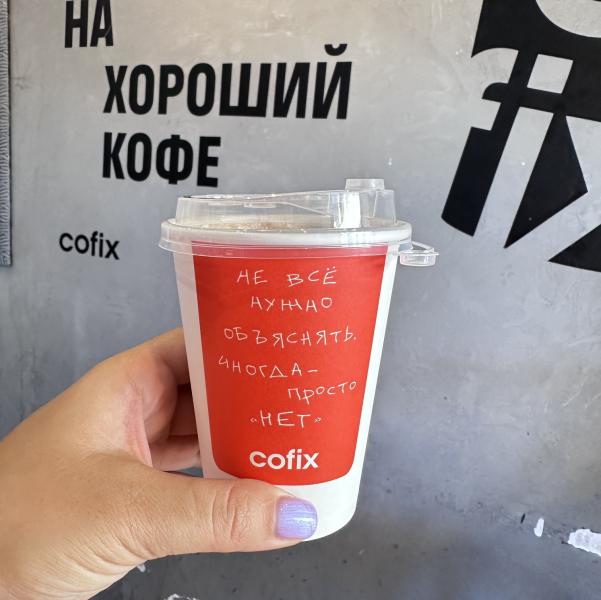 НА
ХОРОШИЙ
КОФЕ
cofix
НЕ ВСЁ
НУЖНО
ОБЪЯСНЯТЬ.
ИНОГДА –
ПРОСТО
«НЕТ»
cofix